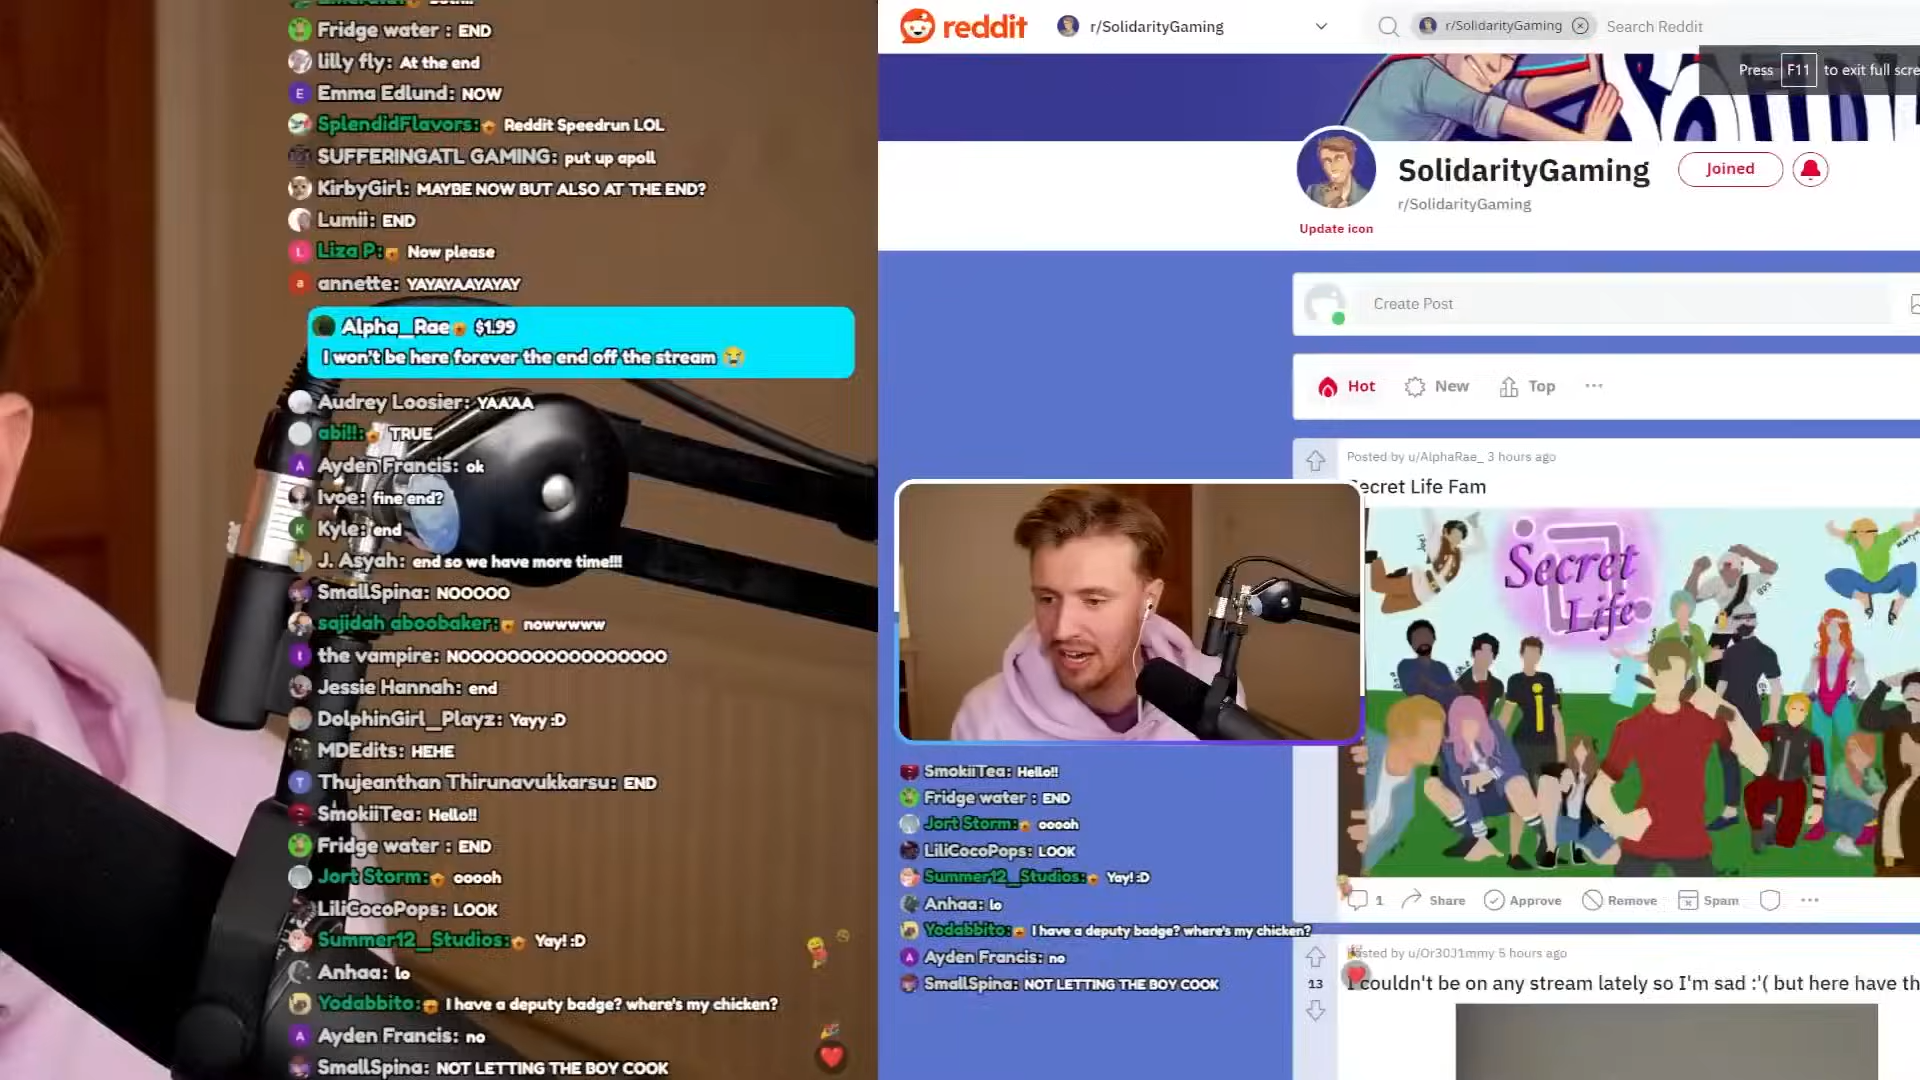 Fridge water : END
lilly fly: At the end
Emma Edlund: NOW
SplendidFlavors: Reddit Speedrun LOL
SUFFERINGATL GAMING: put up apoll
KirbyGirl: MAYBE NOW BUT ALSO AT THE END?
Lumii: END
Liza P: Now please
annette: YAYAYAAYAYAY
Alpha_Rae $1.99
I won't be here forever the end off the stream 😭
Audrey Loosier: YAAAA
abi!!: TRUE
Ayden Francis: ok
Ivoe: fine end?
Kyle: end
J. Asyah: end so we have more time!!!
SmallSpina: NOOOOO
sajidah aboobaker: nowwwww
the vampire: NOOOOOOOOOOOOOOOOO
Jessie Hannah: end
DolphinGirl_Playz: Yayy :D
MDEdits: HEHE
Thujeanthan Thirunavukkarsu: END
SmokiiTea: Hello!!
Fridge water : END
Jort Storm: ooooh
LiliCocoPops: LOOK
Summer12_Studios: Yay! :D
Anhaa: lo
Yodabbito: I have a deputy badge? where's my chicken?
Ayden Francis: no
SmallSpina: NOT LETTING THE BOY COOK
reddit
r/SolidarityGaming
r/SolidarityGaming
Search Reddit
Press F11 to exit full scre
SolidarityGaming
Joined
r/SolidarityGaming
Update icon
Create Post
Hot
New
Top
Posted by u/AlphaRae_ 3 hours ago
Secret Life Fam
Secret
Life
1
Share
Approve
Remove
Spam
SmokiiTea: Hello!!
Fridge water : END
Jort Storm: ooooh
LiliCocoPops: LOOK
Summer12_Studios: Yay! :D
Anhaa: lo
Yodabbito: I have a deputy badge? where's my chicken?
Ayden Francis: no
SmallSpina: NOT LETTING THE BOY COOK
Posted by u/Or30J1mmy 5 hours ago
13
I couldn't be on any stream lately so I'm sad :'( but here have th